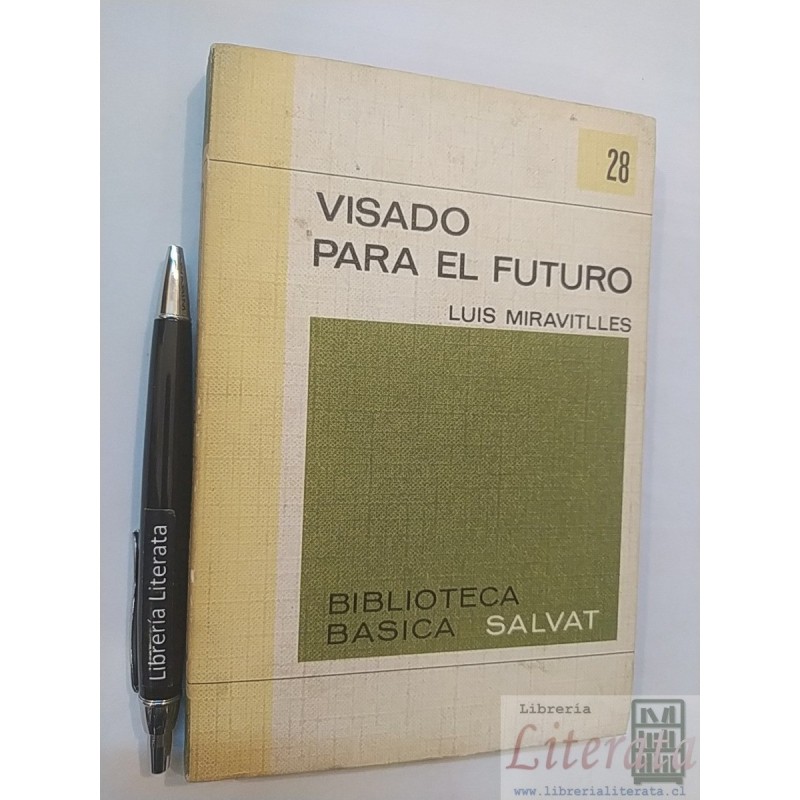 28
VISADO
PARA EL FUTURO
LUIS MIRAVITLLES
BIBLIOTECA
BASICA SALVAT
Librería Literata
Librería
Literata
www.librerialiterata.cl